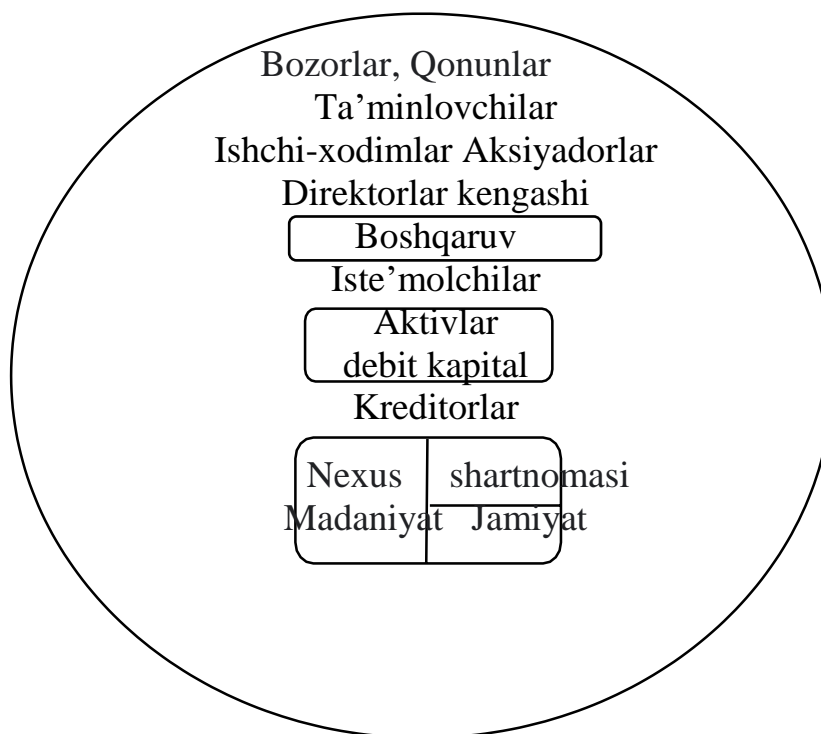 Bozorlar, Qonunlar
Ta’minlovchilar
Ishchi-xodimlar Aksiyadorlar
Direktorlar kengashi
Boshqaruv
Iste’molchilar
Aktivlar
debit kapital
Kreditorlar
Nexus shartnomasi
Madaniyat Jamiyat